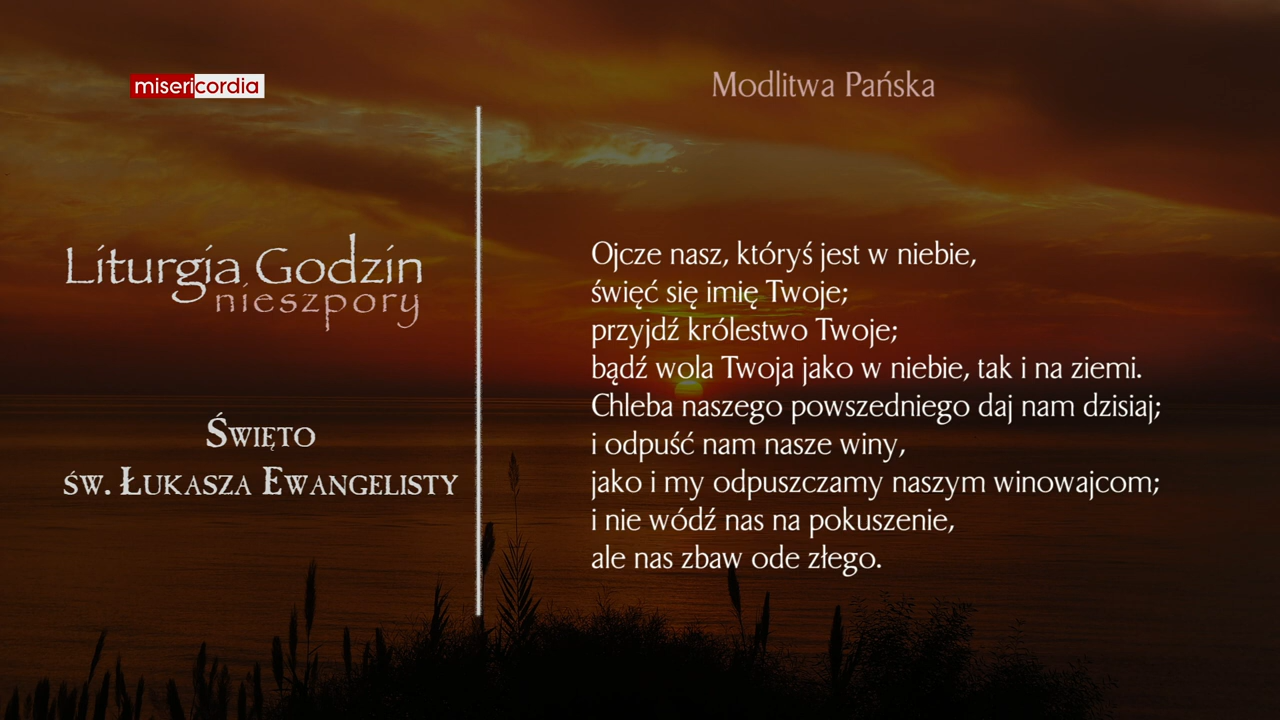 misericordia
Liturgia Godzin
nieszpory
Święto
św. Łukasza Ewangelisty
Modlitwa Pańska
Ojcze nasz, któryś jest w niebie,
święć się imię Twoje;
przyjdź królestwo Twoje;
bądź wola Twoja jako w niebie, tak i na ziemi.
Chleba naszego powszedniego daj nam dzisiaj;
i odpuść nam nasze winy,
jako i my odpuszczamy naszym winowajcom;
i nie wódź nas na pokuszenie,
ale nas zbaw ode złego.